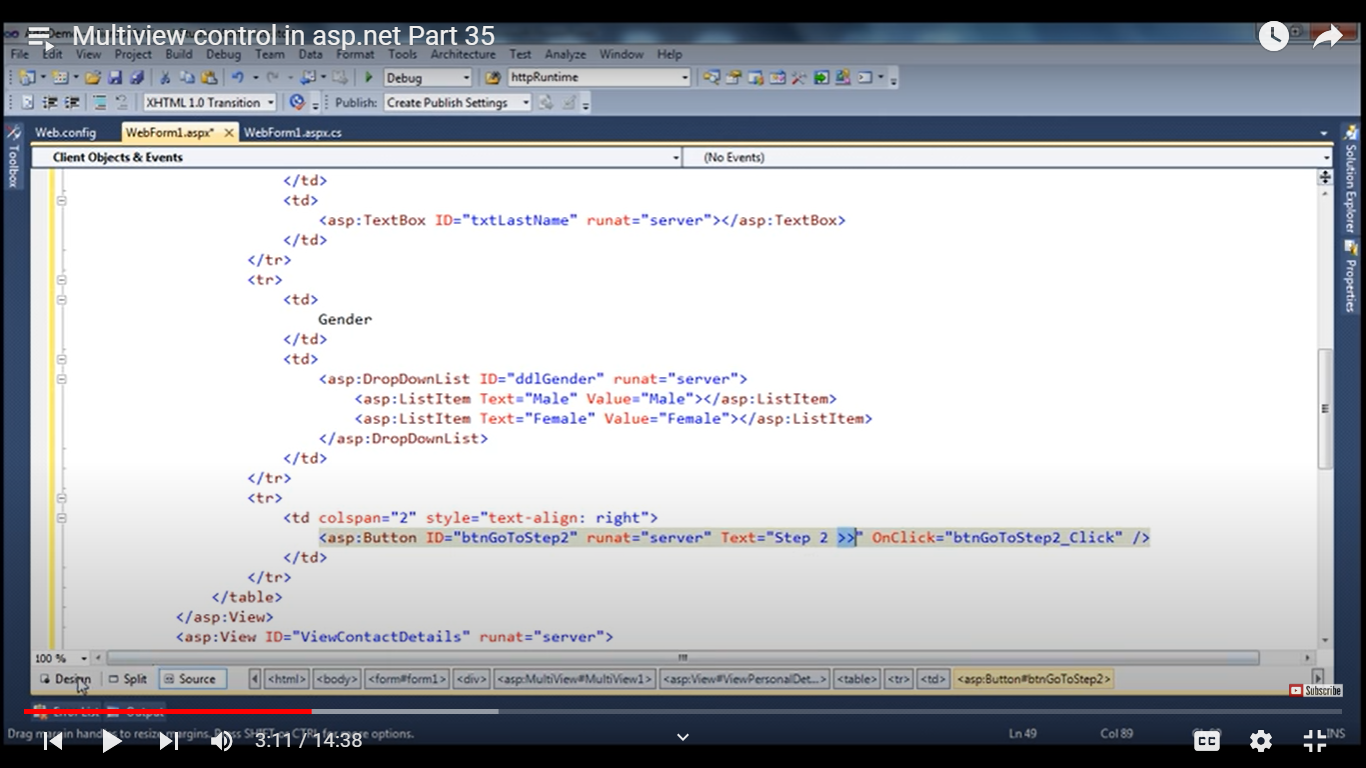 Multiview control in asp.net Part 35
File Edit View Project Build Debug Team Data Format Tools Architecture Test Analyze Window Help
Debug httpRuntime
XHTML 1.0 Transition Publish: Create Publish Settings
Toolbox
Web.config WebForm1.aspx* WebForm1.aspx.cs
Client Objects & Events (No Events)
Solution Explorer
Properties
</td>
<td>
<asp:TextBox ID="txtLastName" runat="server"></asp:TextBox>
</td>
</tr>
<tr>
<td>
Gender
</td>
<td>
<asp:DropDownList ID="ddlGender" runat="server">
<asp:ListItem Text="Male" Value="Male"></asp:ListItem>
<asp:ListItem Text="Female" Value="Female"></asp:ListItem>
</asp:DropDownList>
</td>
</tr>
<tr>
<td colspan="2" style="text-align: right">
<asp:Button ID="btnGoToStep2" runat="server" Text="Step 2 >>" OnClick="btnGoToStep2_Click" />
</td>
</tr>
</table>
</asp:View>
<asp:View ID="ViewContactDetails" runat="server">
100 %
Design Split Source <html> <body> <form#form1> <div> <asp:MultiView#MultiView1> <asp:View#ViewPersonalDet...> <table> <tr> <td> <asp:Button#btnGoToStep2>
Subscribe
Error List Output
Drag margin handles to resize margins. Press SHIFT or CTRL for more options. Ln 49 Col 89 INS
3:11 / 14:38 CC